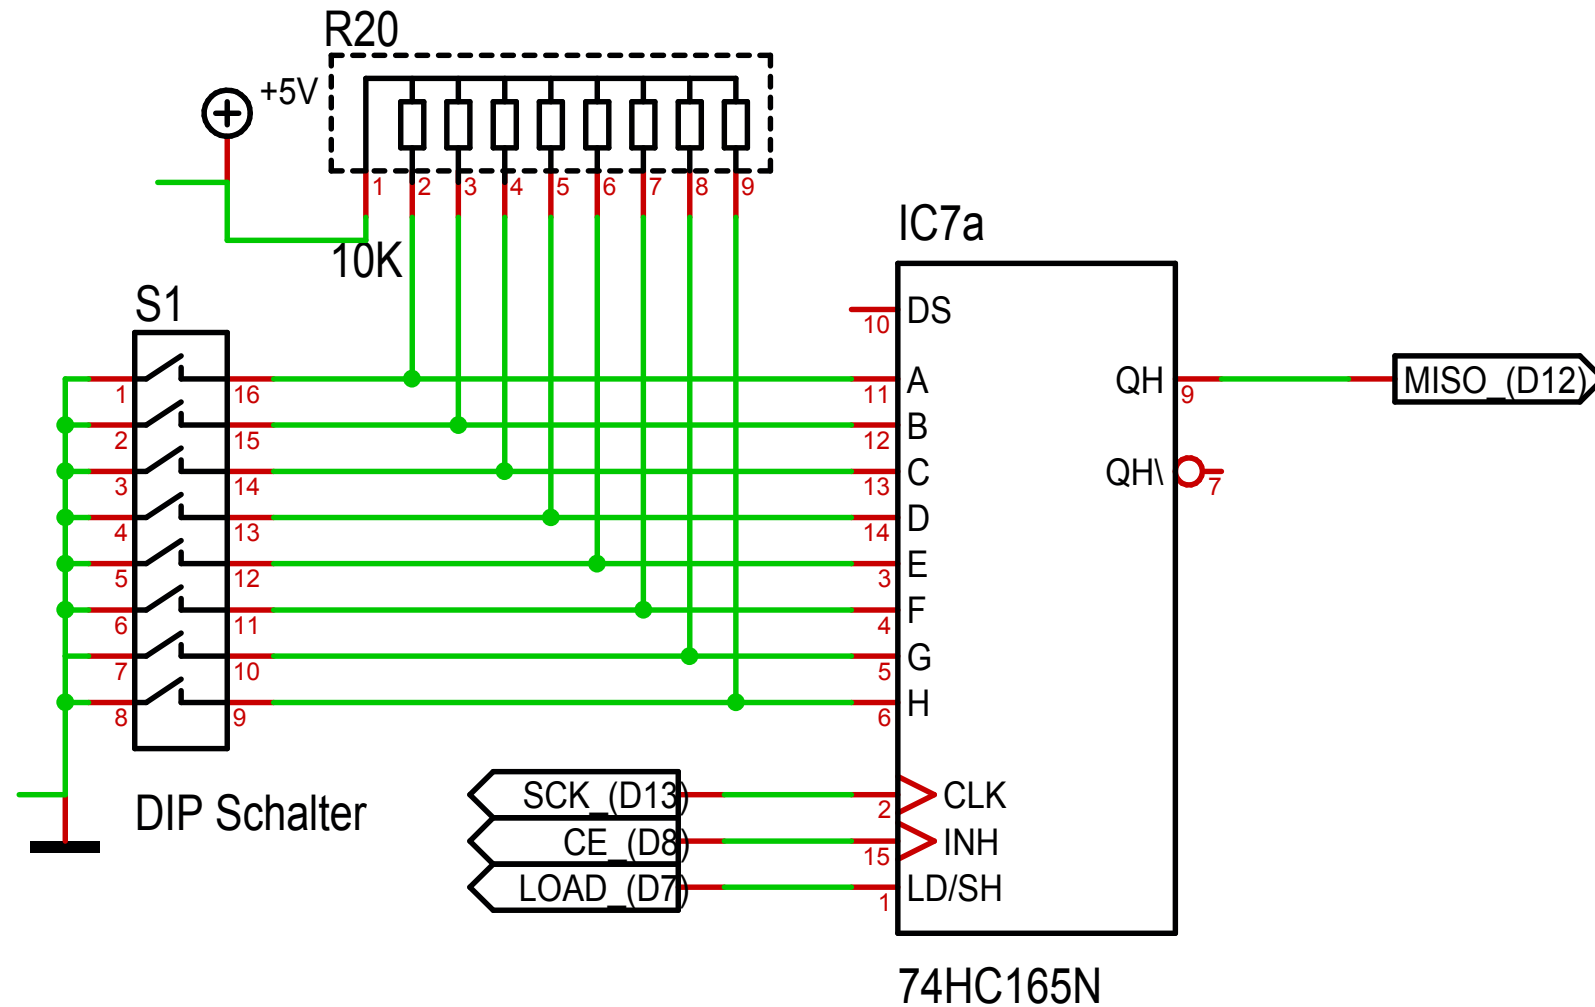 R20
+5V
1 2 3 4 5 6 7 8 9
10K
IC7a
S1
DS
10
1 16 A 11 QH 9 MISO_(D12)
2 15 B 12
3 14 C 13 QH\ 7
4 13 D 14
5 12 E 3
6 11 F 4
7 10 G 5
8 9 H 6
DIP Schalter
SCK_(D13) 2 CLK
CE_(D8) 15 INH
LOAD_(D7) 1 LD/SH
74HC165N